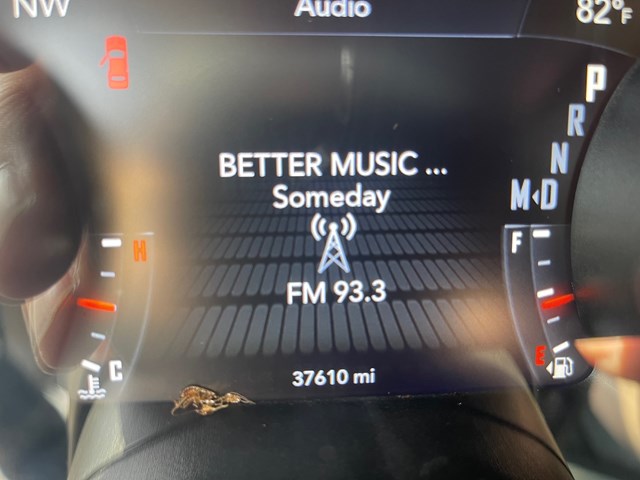 NW
Audio
82°F
P
R
N
M◂D
BETTER MUSIC ...
Someday
FM 93.3
H
C
F
E
37610 mi